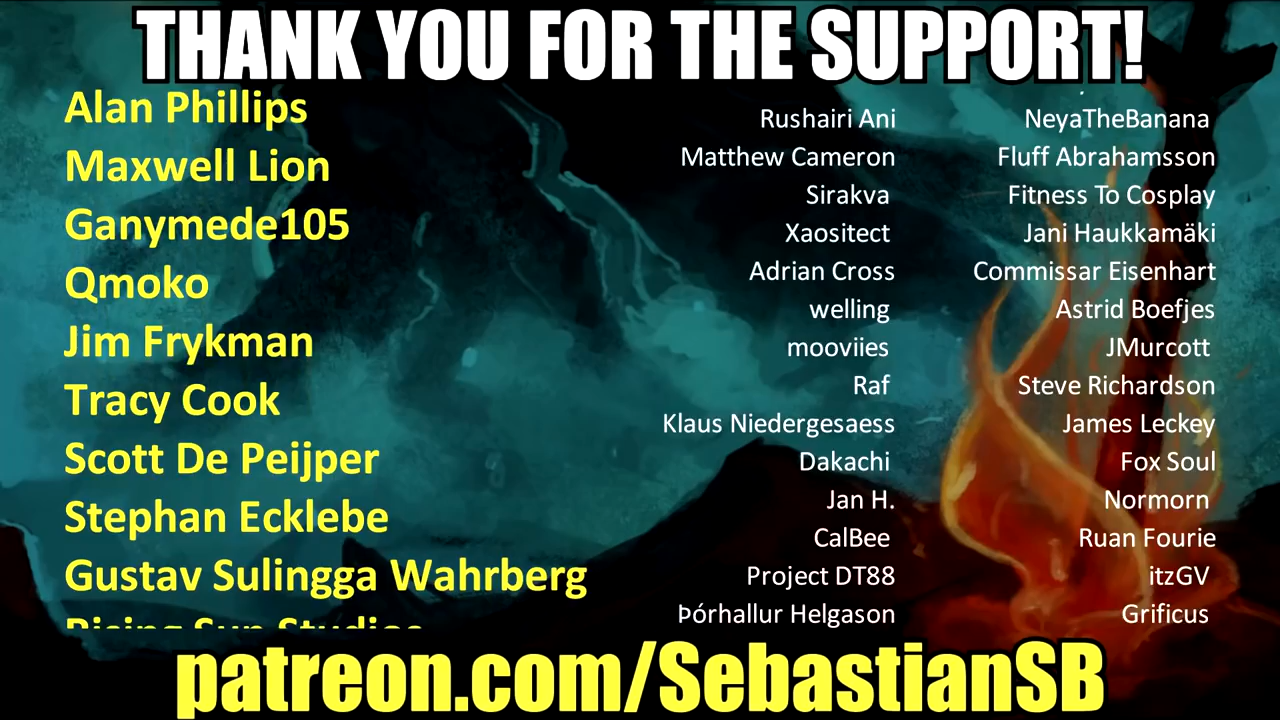 THANK YOU FOR THE SUPPORT!
Alan Phillips
Maxwell Lion
Ganymede105
Qmoko
Jim Frykman
Tracy Cook
Scott De Peijper
Stephan Ecklebe
Gustav Sulingga Wahrberg
Rising Sun Studios
Rushairi Ani
Matthew Cameron
Sirakva
Xaositect
Adrian Cross
welling
mooviies
Raf
Klaus Niedergesaess
Dakachi
Jan H.
CalBee
Project DT88
Þórhallur Helgason
NeyaTheBanana
Fluff Abrahamsson
Fitness To Cosplay
Jani Haukkamäki
Commissar Eisenhart
Astrid Boefjes
JMurcott
Steve Richardson
James Leckey
Fox Soul
Normorn
Ruan Fourie
itzGV
Grificus
patreon.com/SebastianSB